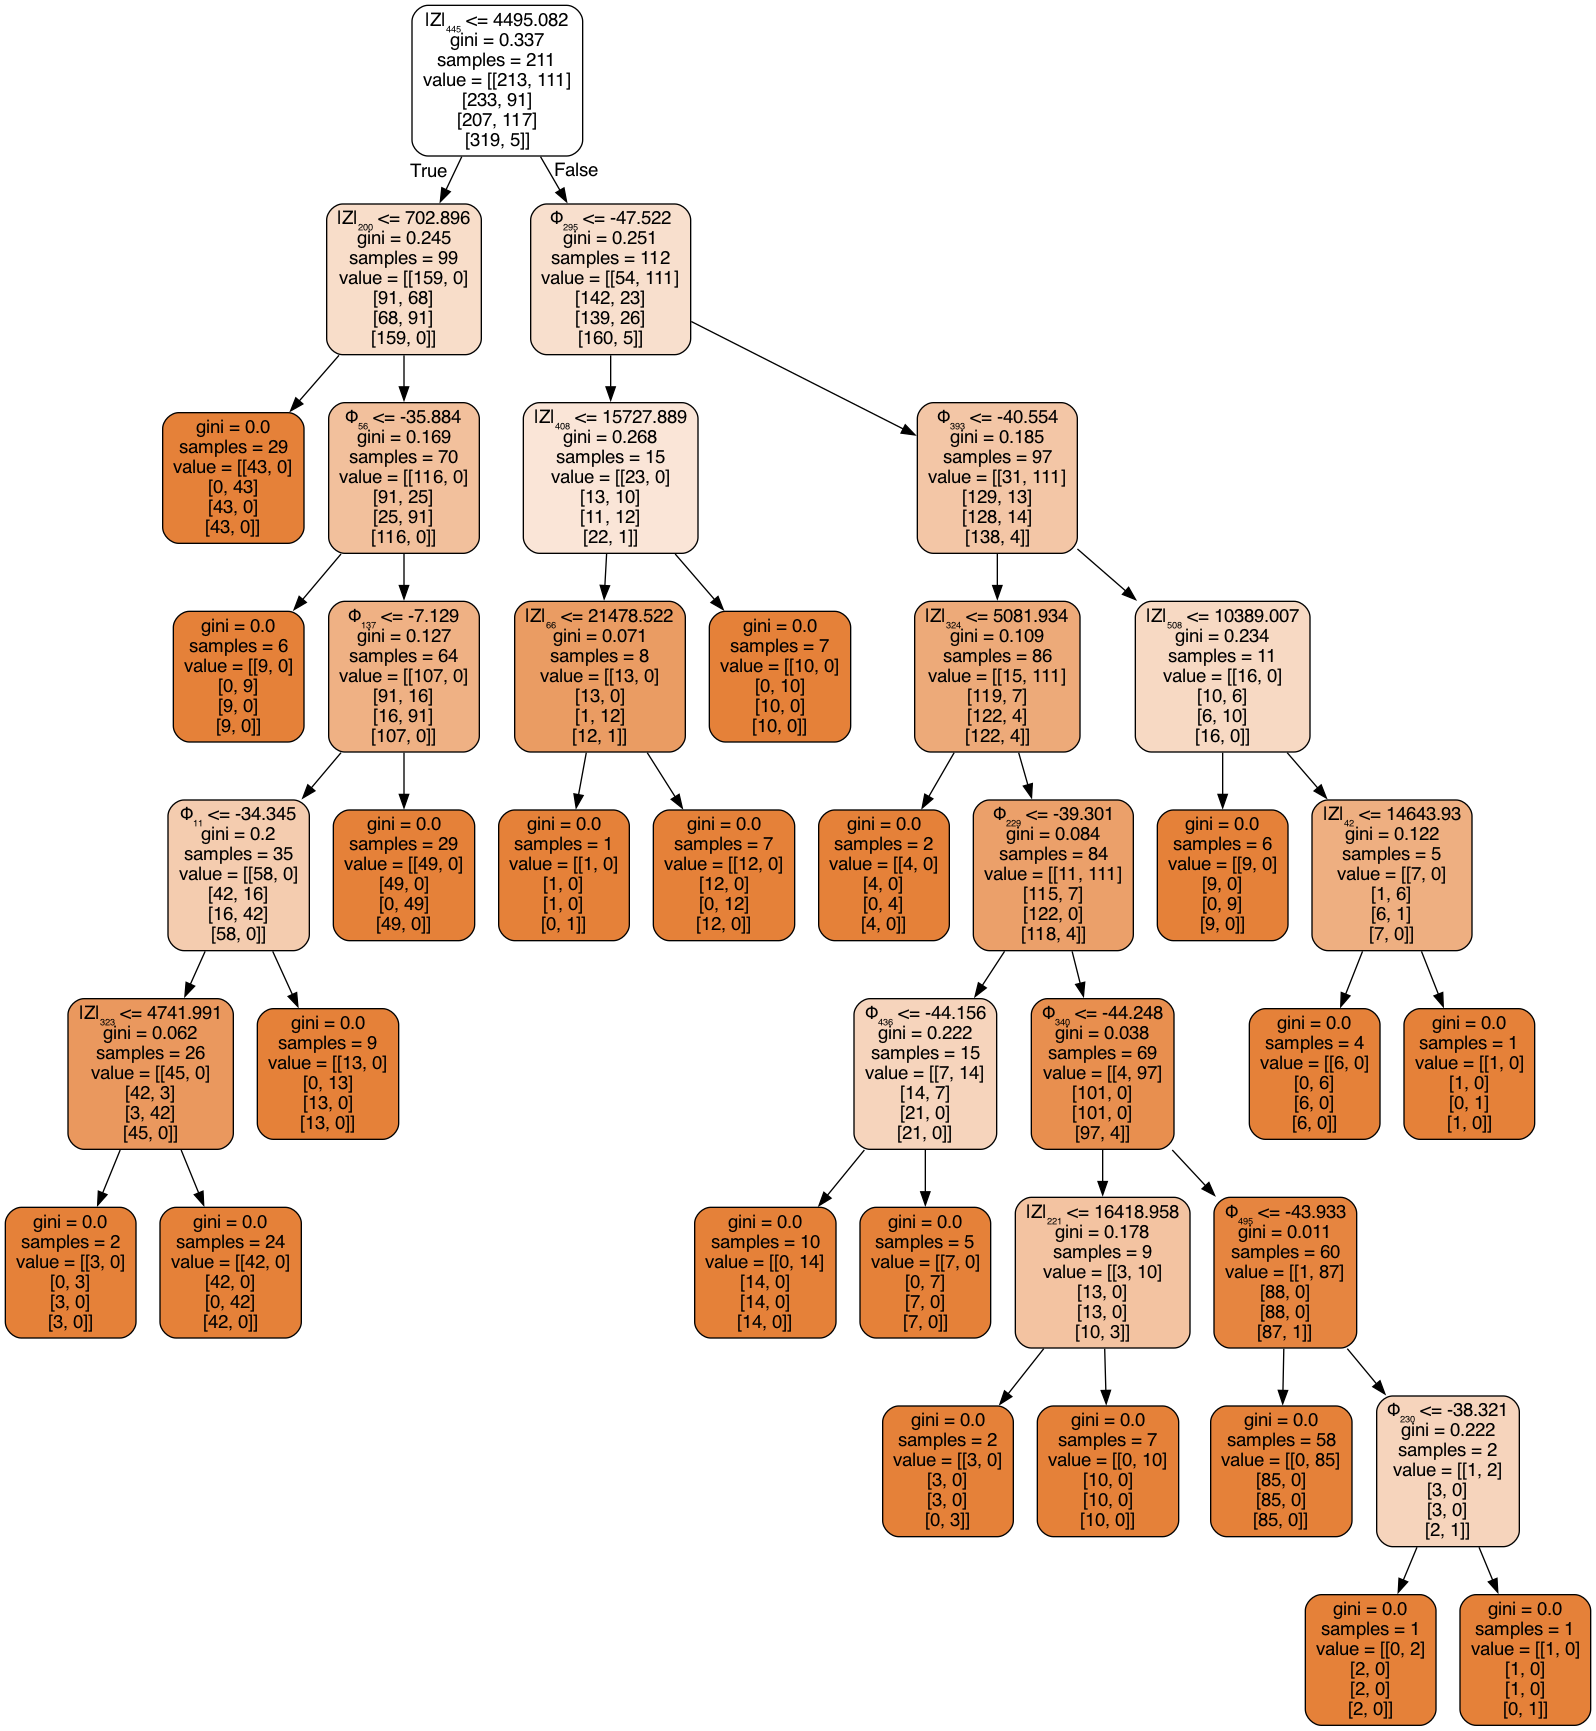 |Z|₄₄₅ <= 4495.082
gini = 0.337
samples = 211
value = [[213, 111]
[233, 91]
[207, 117]
[319, 5]]
True
False
|Z|₂₀₀ <= 702.896
gini = 0.245
samples = 99
value = [[159, 0]
[91, 68]
[68, 91]
[159, 0]]
Φ₂₉₅ <= -47.522
gini = 0.251
samples = 112
value = [[54, 111]
[142, 23]
[139, 26]
[160, 5]]
gini = 0.0
samples = 29
value = [[43, 0]
[0, 43]
[43, 0]
[43, 0]]
Φ₅₆ <= -35.884
gini = 0.169
samples = 70
value = [[116, 0]
[91, 25]
[25, 91]
[116, 0]]
|Z|₄₀₈ <= 15727.889
gini = 0.268
samples = 15
value = [[23, 0]
[13, 10]
[11, 12]
[22, 1]]
Φ₃₉₃ <= -40.554
gini = 0.185
samples = 97
value = [[31, 111]
[129, 13]
[128, 14]
[138, 4]]
gini = 0.0
samples = 6
value = [[9, 0]
[0, 9]
[9, 0]
[9, 0]]
Φ₁₃₇ <= -7.129
gini = 0.127
samples = 64
value = [[107, 0]
[91, 16]
[16, 91]
[107, 0]]
|Z|₆₆ <= 21478.522
gini = 0.071
samples = 8
value = [[13, 0]
[13, 0]
[1, 12]
[12, 1]]
gini = 0.0
samples = 7
value = [[10, 0]
[0, 10]
[10, 0]
[10, 0]]
|Z|₃₂₄ <= 5081.934
gini = 0.109
samples = 86
value = [[15, 111]
[119, 7]
[122, 4]
[122, 4]]
|Z|₅₀₈ <= 10389.007
gini = 0.234
samples = 11
value = [[16, 0]
[10, 6]
[6, 10]
[16, 0]]
Φ₁₁ <= -34.345
gini = 0.2
samples = 35
value = [[58, 0]
[42, 16]
[16, 42]
[58, 0]]
gini = 0.0
samples = 29
value = [[49, 0]
[49, 0]
[0, 49]
[49, 0]]
gini = 0.0
samples = 1
value = [[1, 0]
[1, 0]
[1, 0]
[0, 1]]
gini = 0.0
samples = 7
value = [[12, 0]
[12, 0]
[0, 12]
[12, 0]]
gini = 0.0
samples = 2
value = [[4, 0]
[4, 0]
[0, 4]
[4, 0]]
Φ₂₂₉ <= -39.301
gini = 0.084
samples = 84
value = [[11, 111]
[115, 7]
[122, 0]
[118, 4]]
gini = 0.0
samples = 6
value = [[9, 0]
[9, 0]
[0, 9]
[9, 0]]
|Z|₄₂ <= 14643.93
gini = 0.122
samples = 5
value = [[7, 0]
[1, 6]
[6, 1]
[7, 0]]
|Z|₃₂₃ <= 4741.991
gini = 0.062
samples = 26
value = [[45, 0]
[42, 3]
[3, 42]
[45, 0]]
gini = 0.0
samples = 9
value = [[13, 0]
[0, 13]
[13, 0]
[13, 0]]
Φ₄₃₆ <= -44.156
gini = 0.222
samples = 15
value = [[7, 14]
[14, 7]
[21, 0]
[21, 0]]
Φ₃₄₀ <= -44.248
gini = 0.038
samples = 69
value = [[4, 97]
[101, 0]
[101, 0]
[97, 4]]
gini = 0.0
samples = 4
value = [[6, 0]
[0, 6]
[6, 0]
[6, 0]]
gini = 0.0
samples = 1
value = [[1, 0]
[1, 0]
[0, 1]
[1, 0]]
gini = 0.0
samples = 2
value = [[3, 0]
[0, 3]
[3, 0]
[3, 0]]
gini = 0.0
samples = 24
value = [[42, 0]
[42, 0]
[0, 42]
[42, 0]]
gini = 0.0
samples = 10
value = [[0, 14]
[14, 0]
[14, 0]
[14, 0]]
gini = 0.0
samples = 5
value = [[7, 0]
[0, 7]
[7, 0]
[7, 0]]
|Z|₂₂₁ <= 16418.958
gini = 0.178
samples = 9
value = [[3, 10]
[13, 0]
[13, 0]
[10, 3]]
Φ₄₉₅ <= -43.933
gini = 0.011
samples = 60
value = [[1, 87]
[88, 0]
[88, 0]
[87, 1]]
gini = 0.0
samples = 2
value = [[3, 0]
[3, 0]
[3, 0]
[0, 3]]
gini = 0.0
samples = 7
value = [[0, 10]
[10, 0]
[10, 0]
[10, 0]]
gini = 0.0
samples = 58
value = [[0, 85]
[85, 0]
[85, 0]
[85, 0]]
Φ₂₃₀ <= -38.321
gini = 0.222
samples = 2
value = [[1, 2]
[3, 0]
[3, 0]
[2, 1]]
gini = 0.0
samples = 1
value = [[0, 2]
[2, 0]
[2, 0]
[2, 0]]
gini = 0.0
samples = 1
value = [[1, 0]
[1, 0]
[1, 0]
[0, 1]]